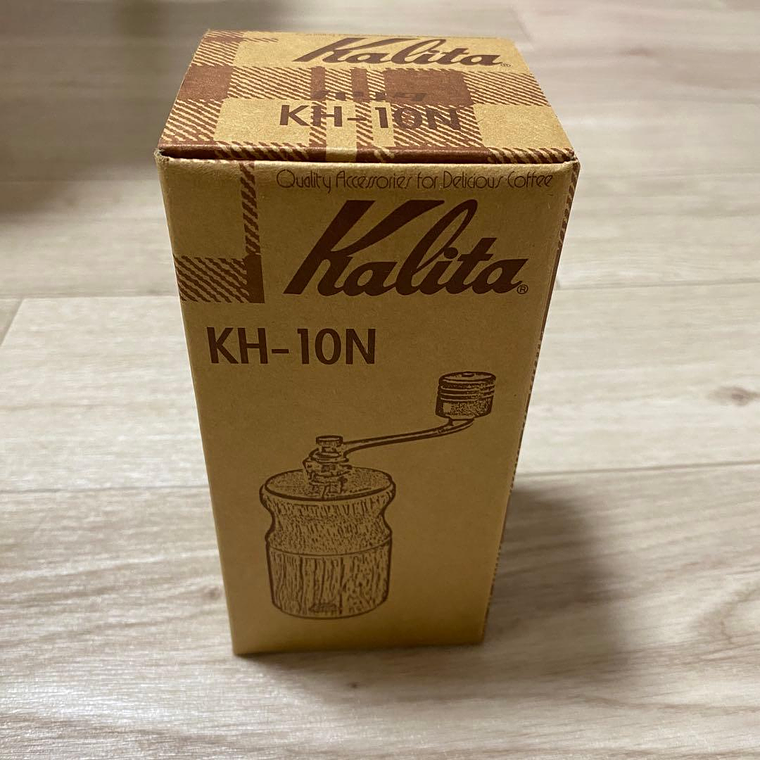 Kalita®
KH-10N
Quality Accessories for Delicious Coffee
Kalita®
KH-10N